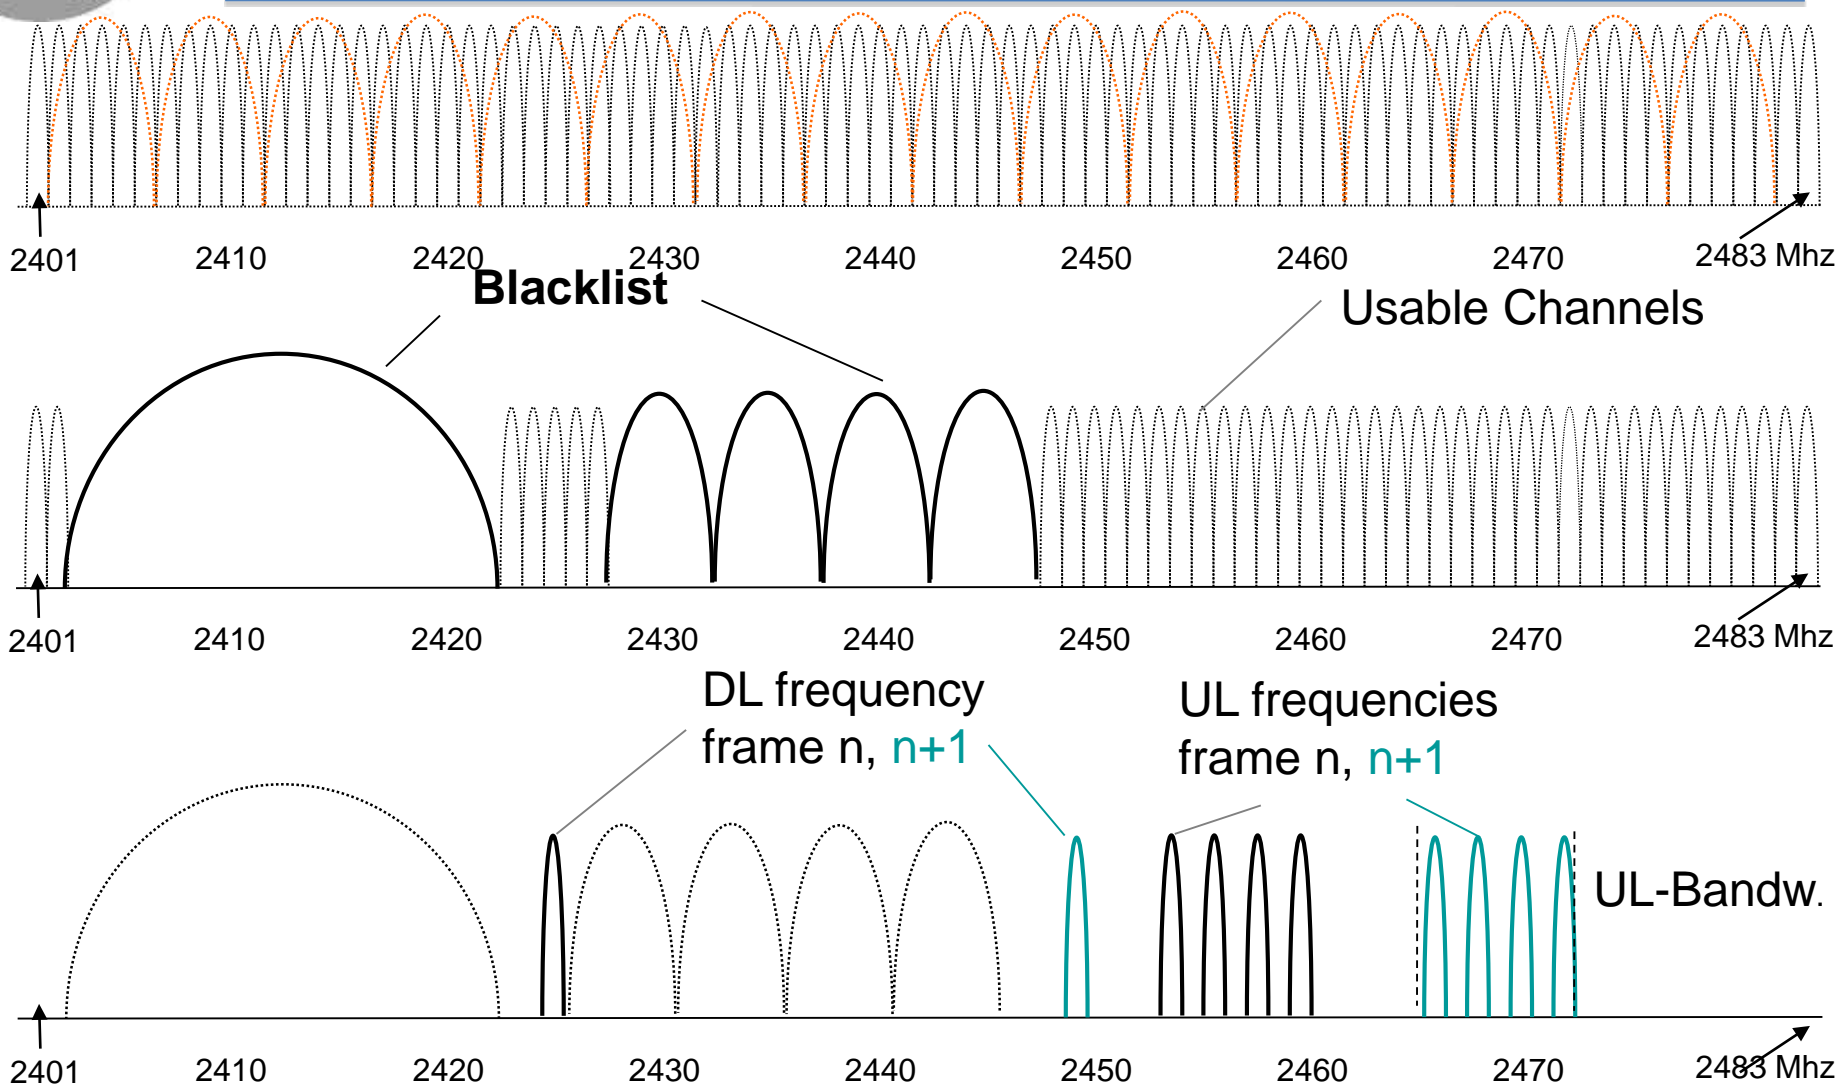 2401 2410 2420 2430 2440 2450 2460 2470 2483 Mhz
Blacklist
Usable Channels
2401 2410 2420 2430 2440 2450 2460 2470 2483 Mhz
DL frequency
frame n, n+1
UL frequencies
frame n, n+1
UL-Bandw.
2401 2410 2420 2430 2440 2450 2460 2470 2483 Mhz